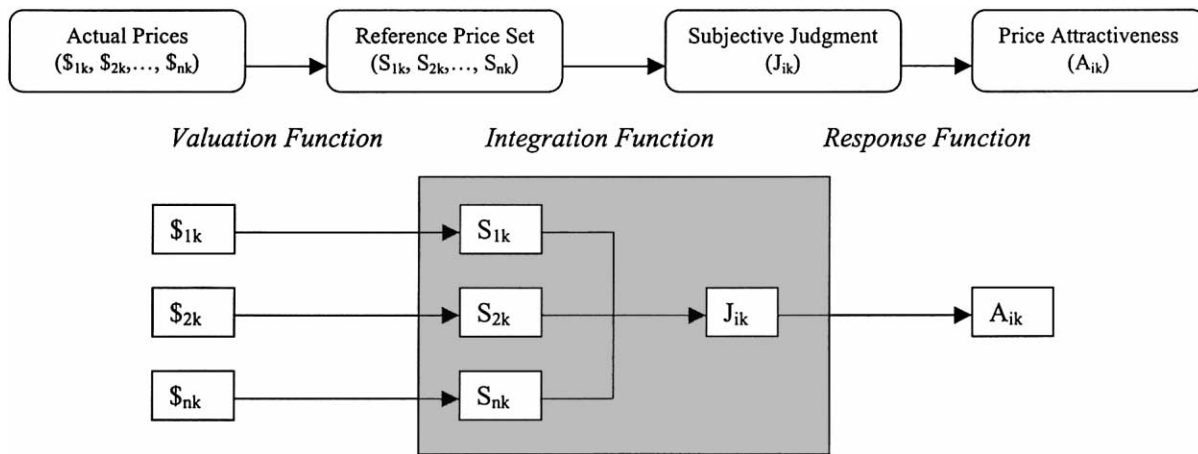 Actual Prices
($₁ₖ, $₂ₖ,…, $ₙₖ)
Reference Price Set
(S₁ₖ, S₂ₖ,…, Sₙₖ)
Subjective Judgment
(Jᵢₖ)
Price Attractiveness
(Aᵢₖ)
Valuation Function
Integration Function
Response Function
$₁ₖ
S₁ₖ
$₂ₖ
S₂ₖ
Jᵢₖ
Aᵢₖ
$ₙₖ
Sₙₖ